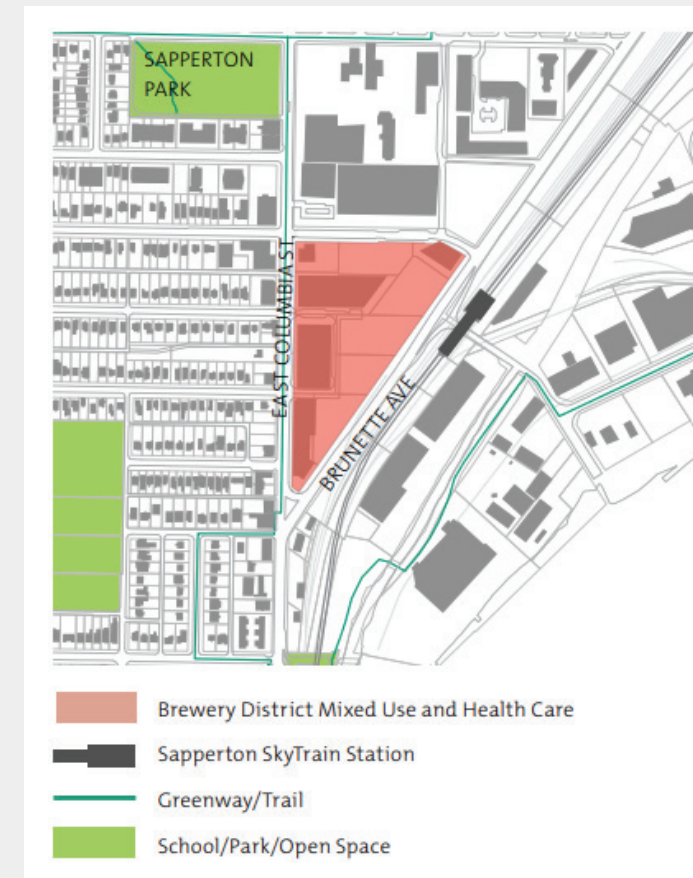 SAPPERTON
PARK
EAST COLUMBIA ST.
BRUNETTE AVE
Brewery District Mixed Use and Health Care
Sapperton SkyTrain Station
Greenway/Trail
School/Park/Open Space